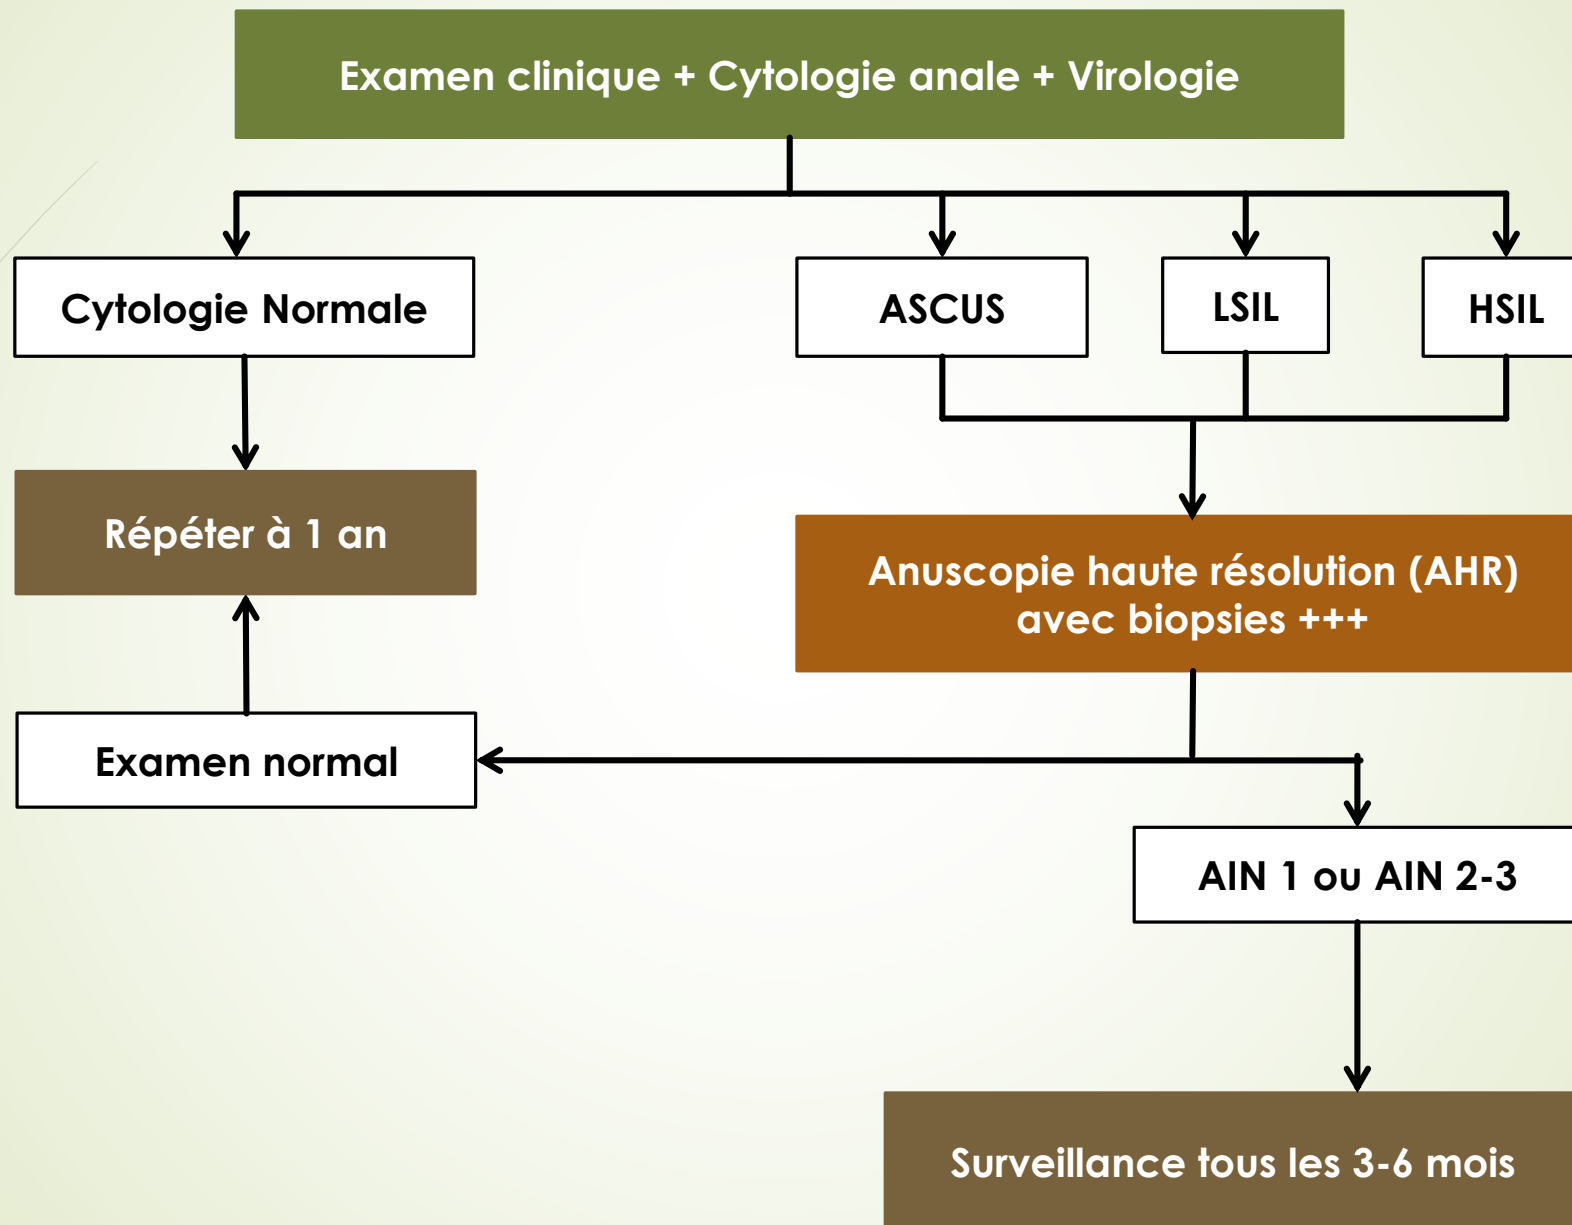 Examen clinique + Cytologie anale + Virologie
Cytologie Normale
ASCUS
LSIL
HSIL
Répéter à 1 an
Anuscopie haute résolution (AHR)
avec biopsies +++
Examen normal
AIN 1 ou AIN 2-3
Surveillance tous les 3-6 mois